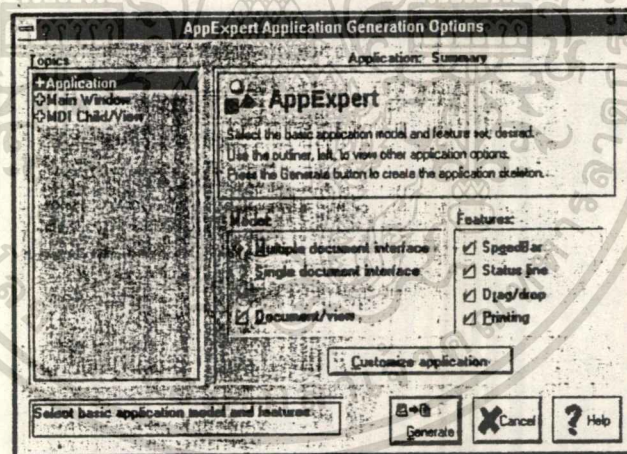 AppExpert Application Generation Options
Topics
Application: Summary
+Application
+Main Window
+MDI Child/View
AppExpert
Select the basic application model and feature set, desired.
Use the outliner, left, to view other application options.
Press the Generate button to create the application skeleton.
Model:
Features:
Multiple document interface
Single document interface
Document/view
SpeedBar
Status line
Drag/drop
Printing
Customize application
Select basic application model and features
Generate
Cancel
Help